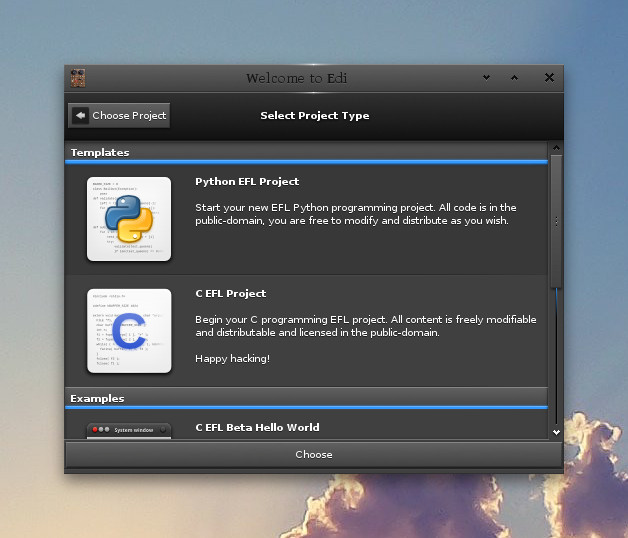 Welcome to Edi
Choose Project
Select Project Type
Templates
Python EFL Project
Start your new EFL Python programming project. All code is in the
public-domain, you are free to modify and distribute as you wish.
C EFL Project
Begin your C programming EFL project. All content is freely modifiable
and distributable and licensed in the public-domain.
Happy hacking!
C
Examples
System window
C EFL Beta Hello World
Choose